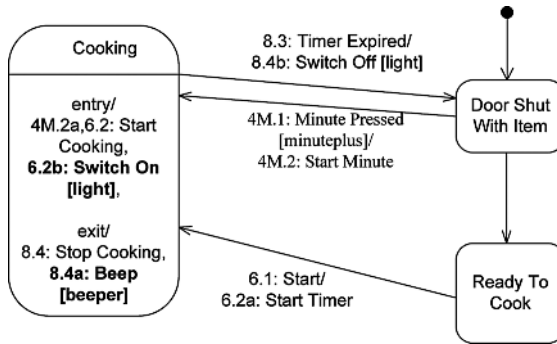 Cooking
entry/
4M.2a,6.2: Start
Cooking,
6.2b: Switch On
[light],
exit/
8.4: Stop Cooking,
8.4a: Beep
[beeper]
8.3: Timer Expired/
8.4b: Switch Off [light]
4M.1: Minute Pressed
[minuteplus]/
4M.2: Start Minute
6.1: Start/
6.2a: Start Timer
Door Shut
With Item
Ready To
Cook